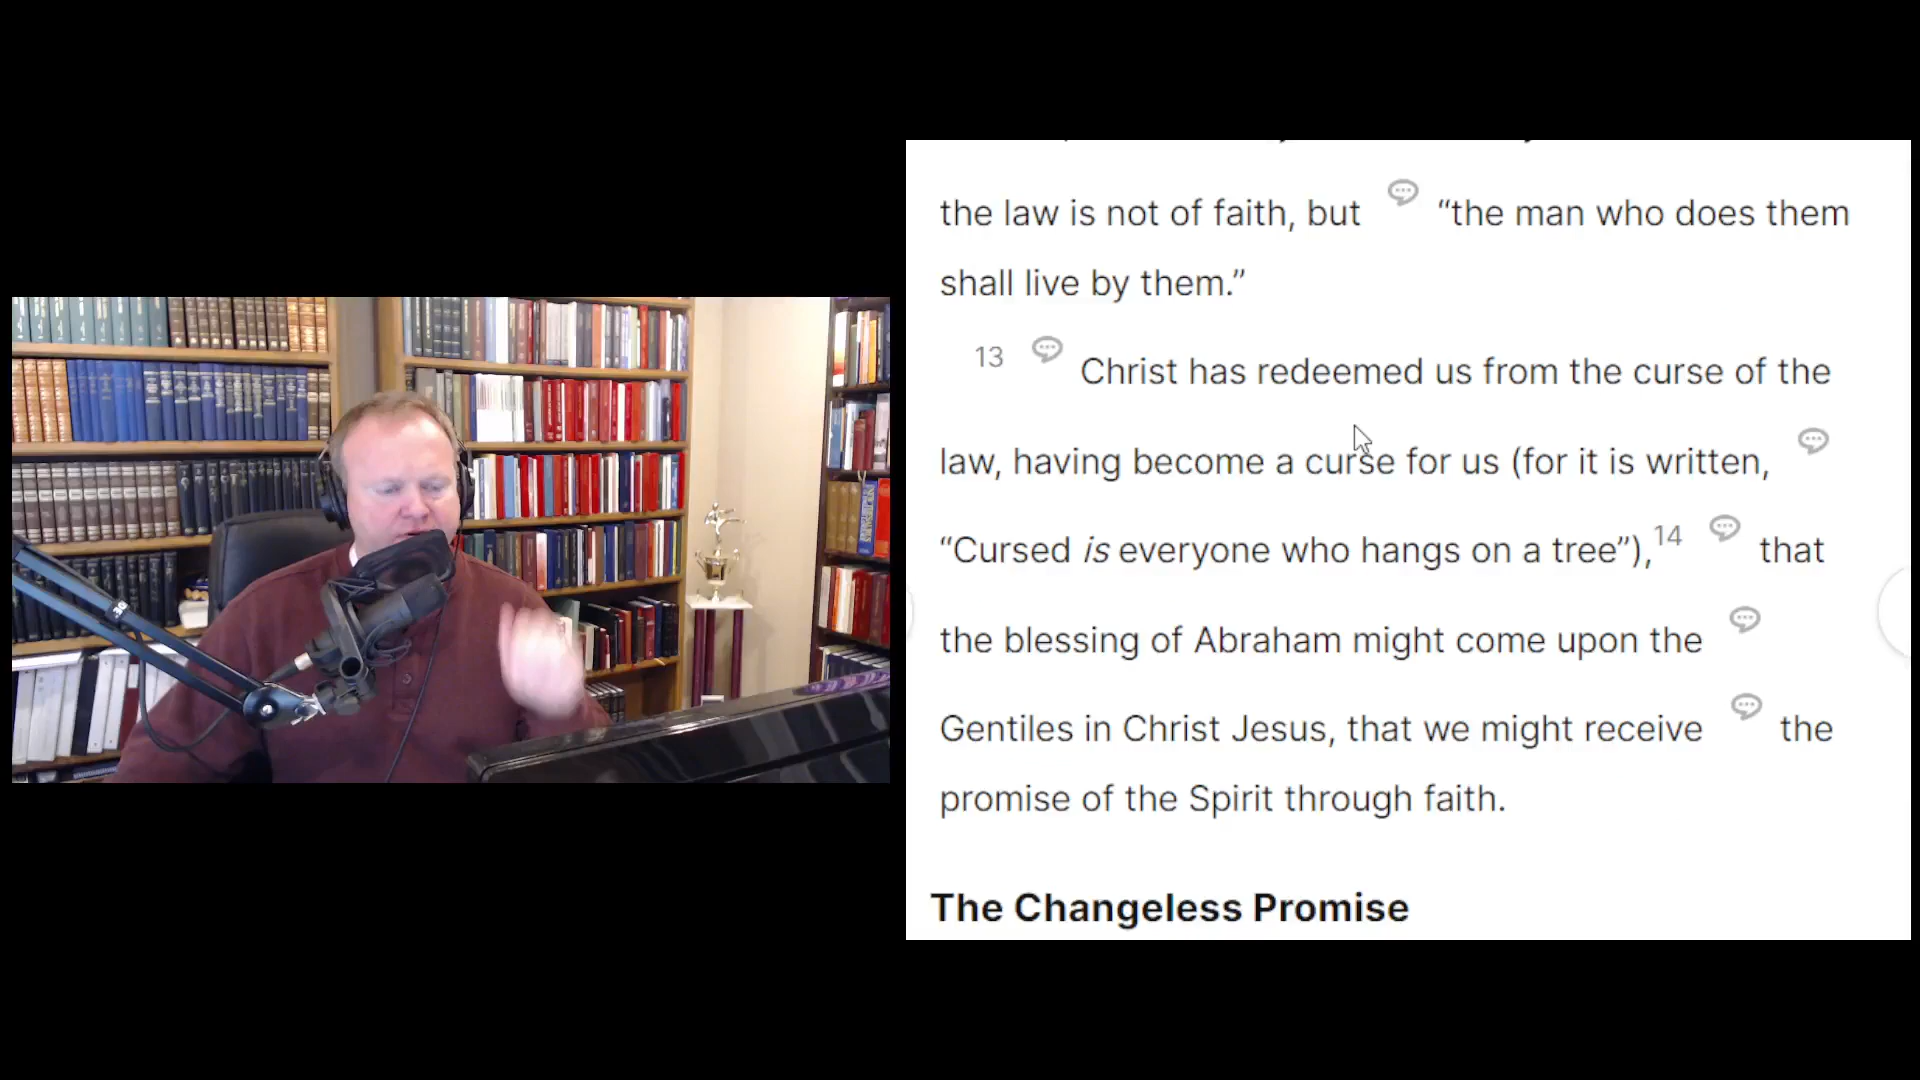 the law is not of faith, but “the man who does them
shall live by them.”
13 Christ has redeemed us from the curse of the
law, having become a curse for us (for it is written,
“Cursed is everyone who hangs on a tree”),14 that
the blessing of Abraham might come upon the
Gentiles in Christ Jesus, that we might receive the
promise of the Spirit through faith.
The Changeless Promise